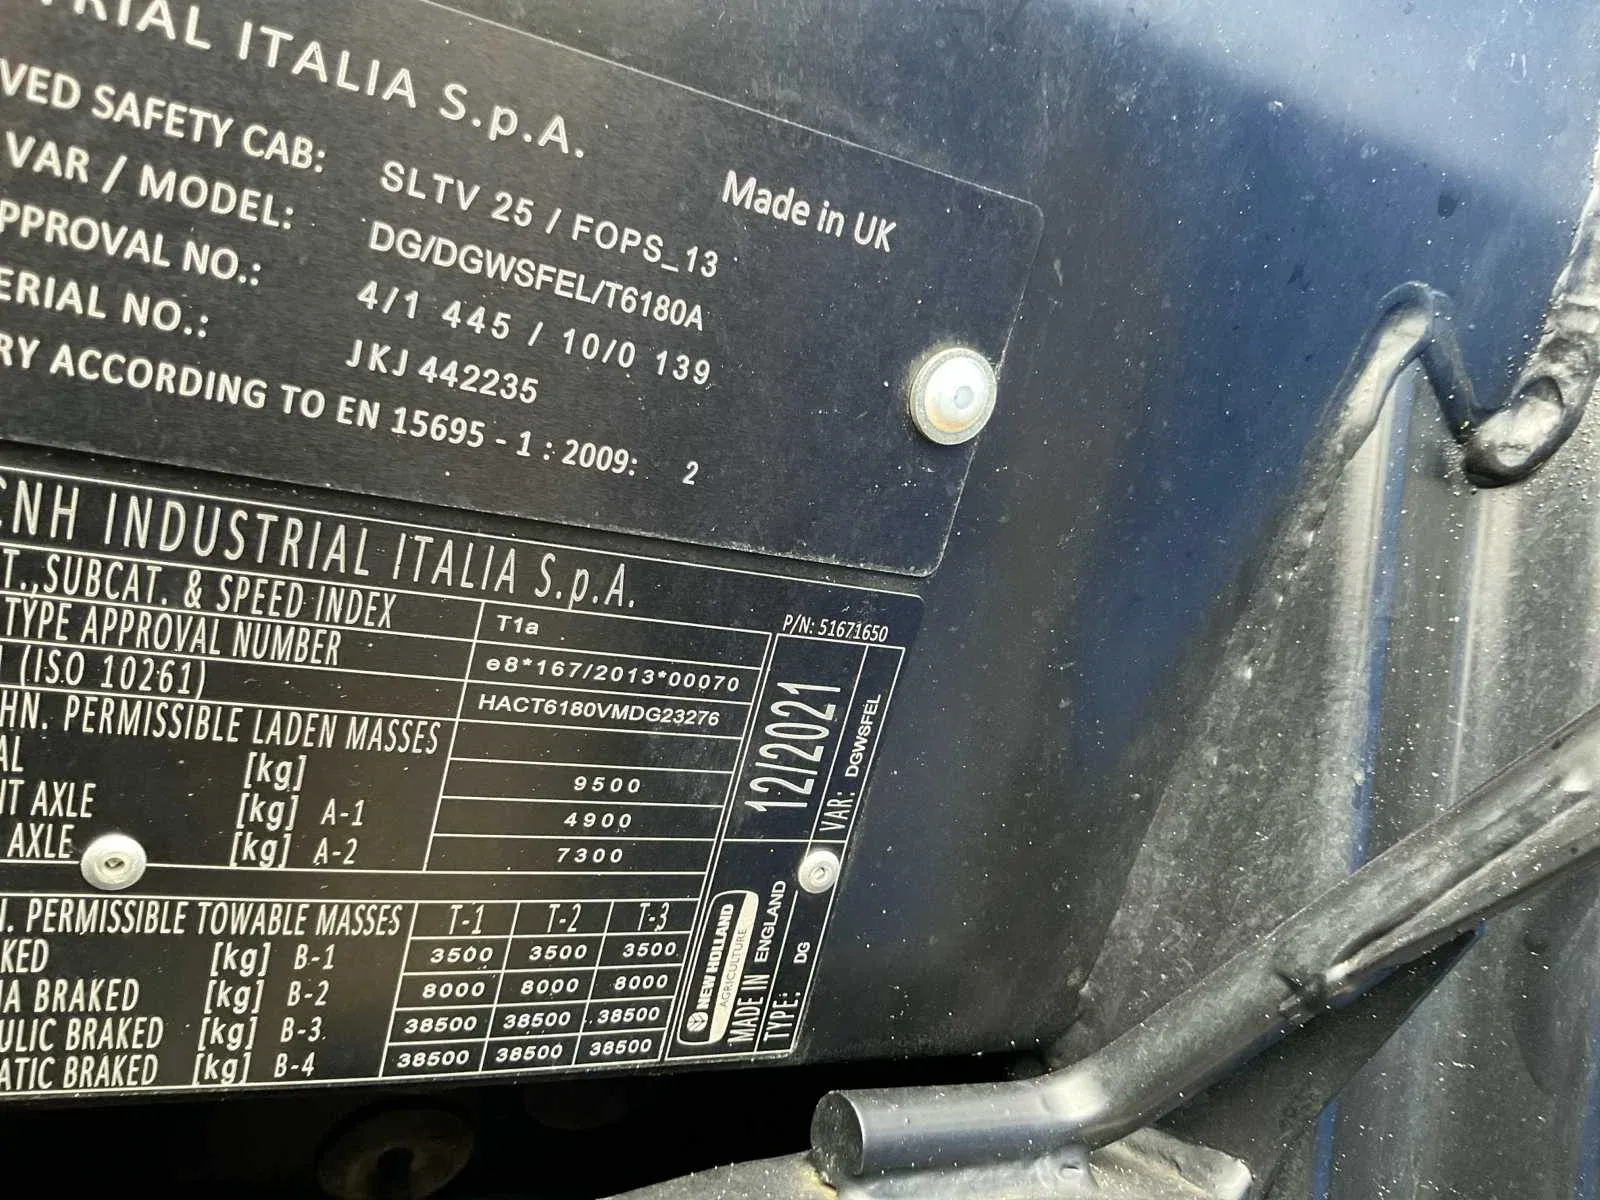 TRIAL ITALIA S.p.A.
Made in UK
VED SAFETY CAB: SLTV 25 / FOPS_13
VAR / MODEL: DG/DGWSFEL/T6180A
PPROVAL NO.: 4/1 445 / 10/0 139
ERIAL NO.: JKJ 442235
RY ACCORDING TO EN 15695 - 1 : 2009: 2
CNH INDUSTRIAL ITALIA S.p.A.
P/N: 51671650
T.,SUBCAT. & SPEED INDEX T1a
TYPE APPROVAL NUMBER e8*167/2013*00070
(ISO 10261) HACT6180VMDG23276
HN. PERMISSIBLE LADEN MASSES
AL [kg] 9500
NT AXLE [kg] A-1 4900
AXLE [kg] A-2 7300
N. PERMISSIBLE TOWABLE MASSES T-1 T-2 T-3
KED [kg] B-1 3500 3500 3500
IA BRAKED [kg] B-2 8000 8000 8000
ULIC BRAKED [kg] B-3 38500 38500 38500
ATIC BRAKED [kg] B-4 38500 38500 38500
12/2021
VAR: DGWSFEL
NEW HOLLAND
AGRICULTURE
MADE IN ENGLAND
TYPE: DG